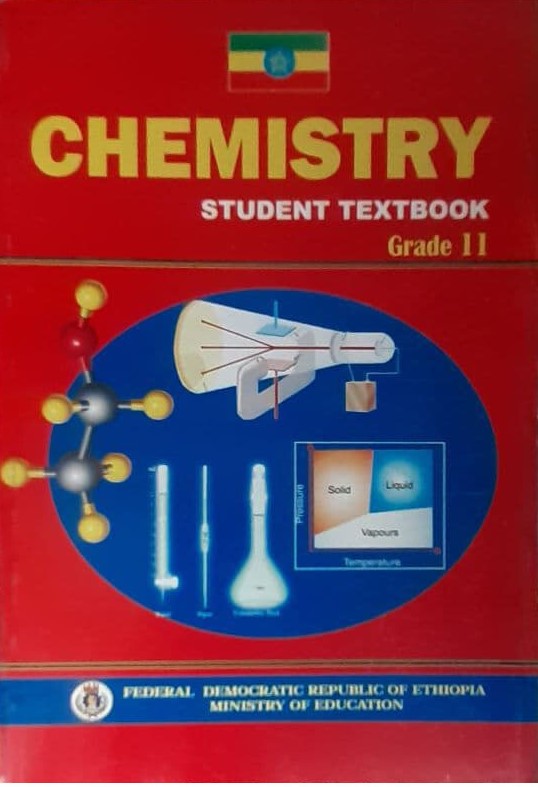 CHEMISTRY
STUDENT TEXTBOOK
Grade 11
Solid
Liquid
Pressure
Vapours
Temperature
FEDERAL DEMOCRATIC REPUBLIC OF ETHIOPIA
MINISTRY OF EDUCATION